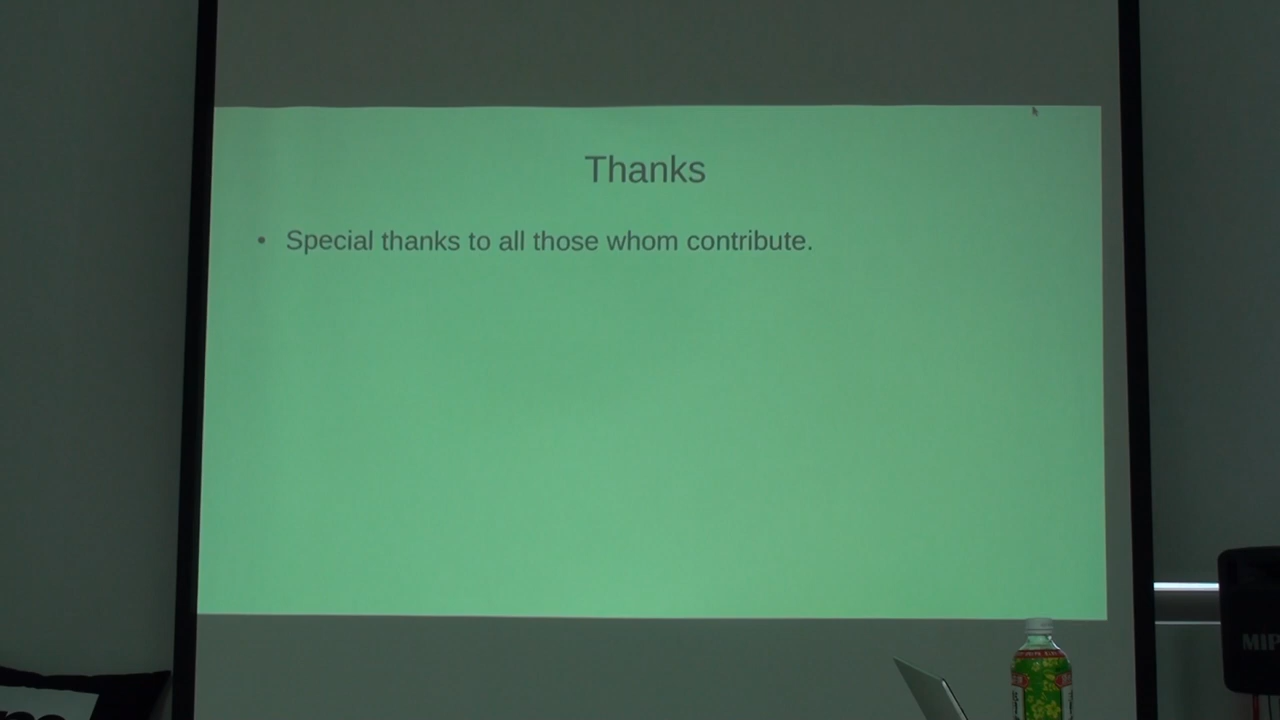 Thanks
• Special thanks to all those whom contribute.